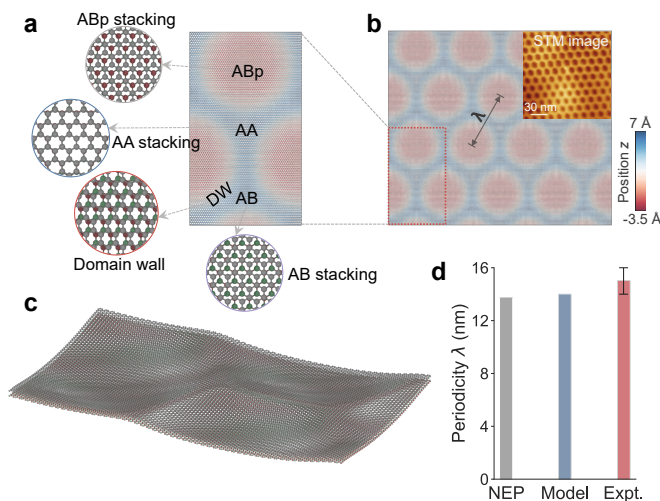 a
ABp stacking
ABp
AA
AA stacking
DW
AB
Domain wall
AB stacking
b
STM image
30 nm
λ
7 Å
Position z
-3.5 Å
c
d
Periodicity λ (nm)
16
12
8
4
0
NEP Model Expt.